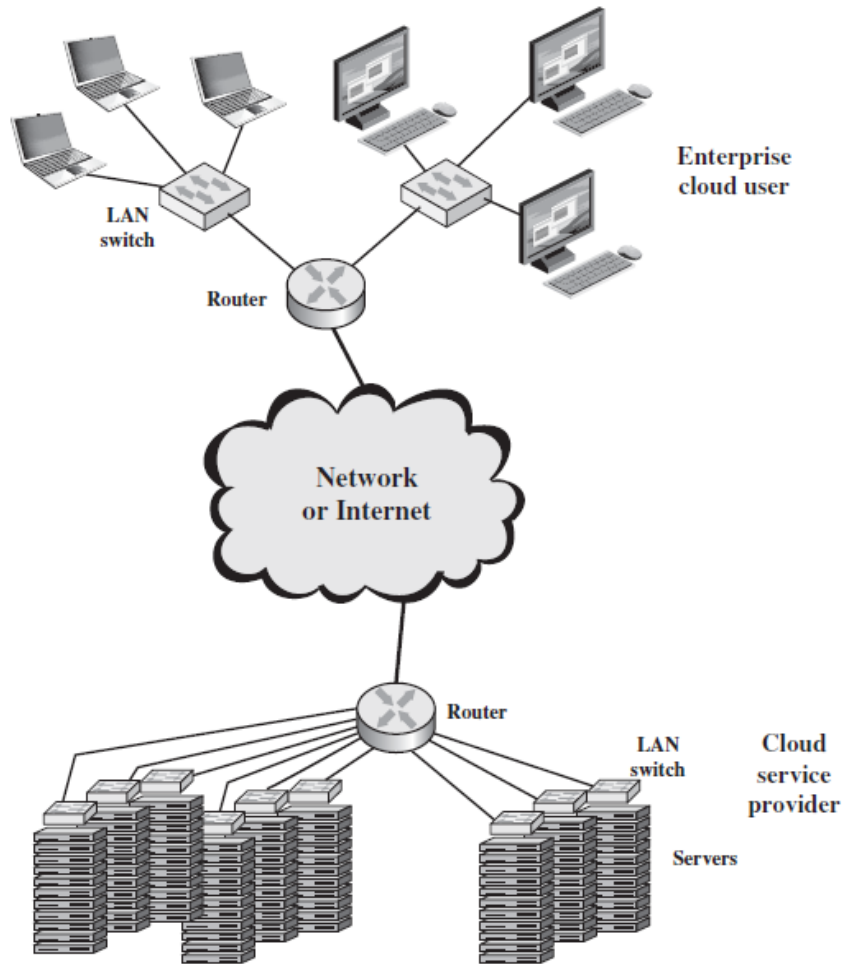 Enterprise
cloud user
LAN
switch
Router
Network
or Internet
Router
LAN
switch
Cloud
service
provider
Servers